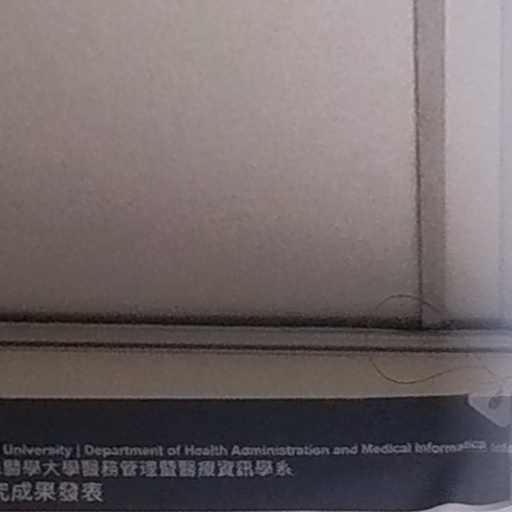 University | Department of Health Administration and Medical Informatics
醫學大學醫務管理暨醫療資訊學系
究成果發表